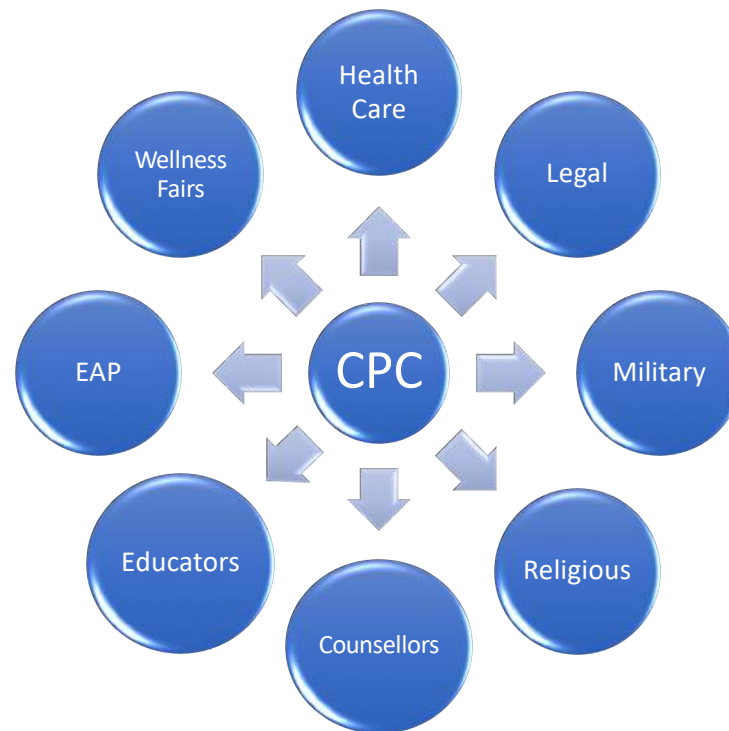 Health
Care
Wellness
Fairs
Legal
EAP
CPC
Military
Educators
Religious
Counsellors